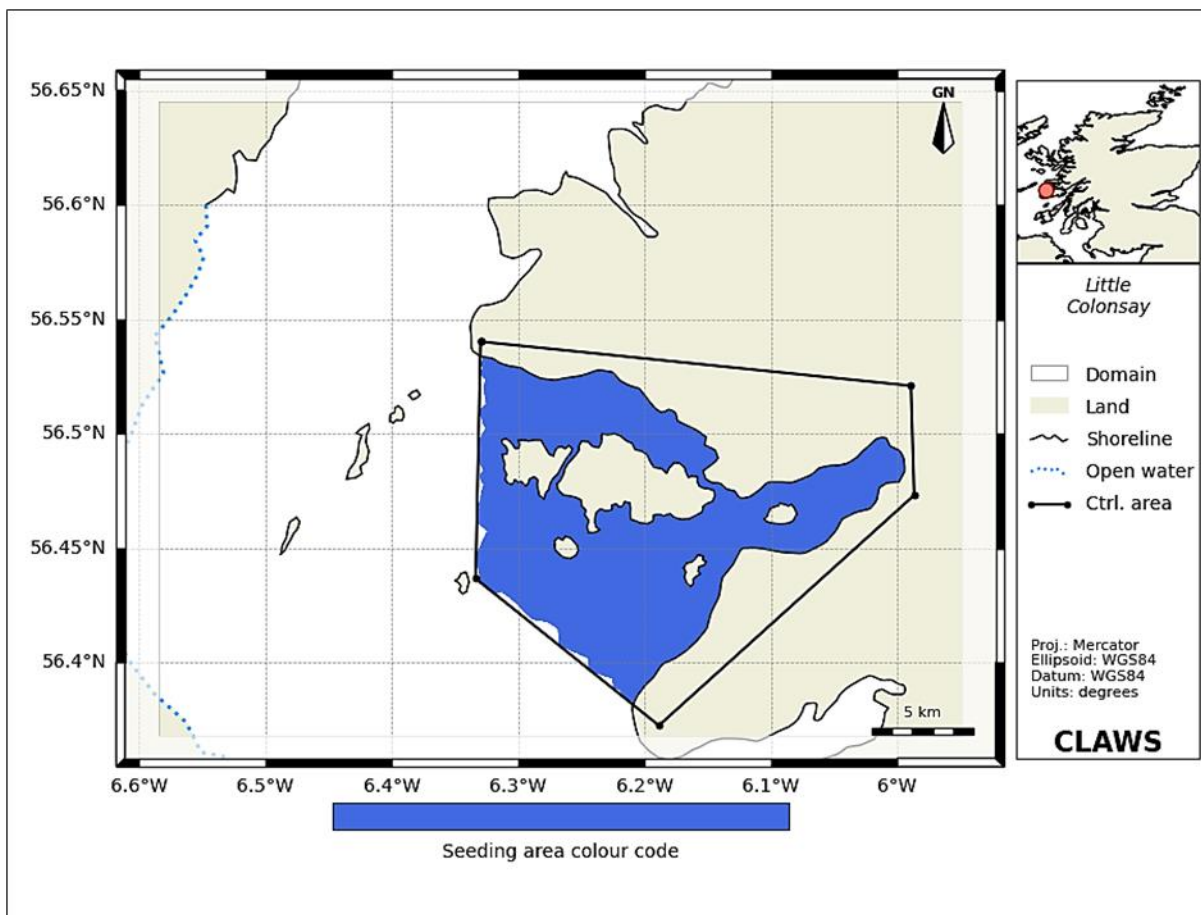 56.65°N
56.6°N
56.55°N
56.5°N
56.45°N
56.4°N
6.6°W
6.5°W
6.4°W
6.3°W
6.2°W
6.1°W
6°W
GN
5 km
Seeding area colour code
Little
Colonsay
Domain
Land
Shoreline
Open water
Ctrl. area
Proj.: Mercator
Ellipsoid: WGS84
Datum: WGS84
Units: degrees
CLAWS